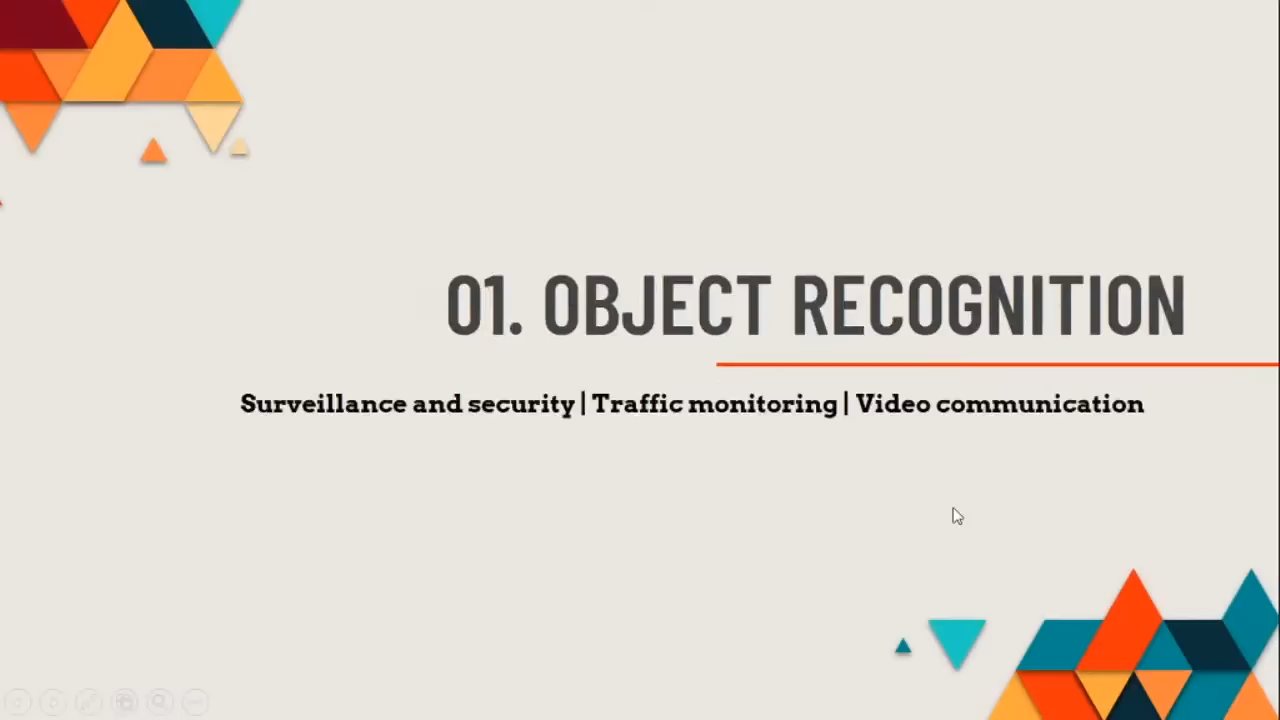 01. OBJECT RECOGNITION
Surveillance and security | Traffic monitoring | Video communication